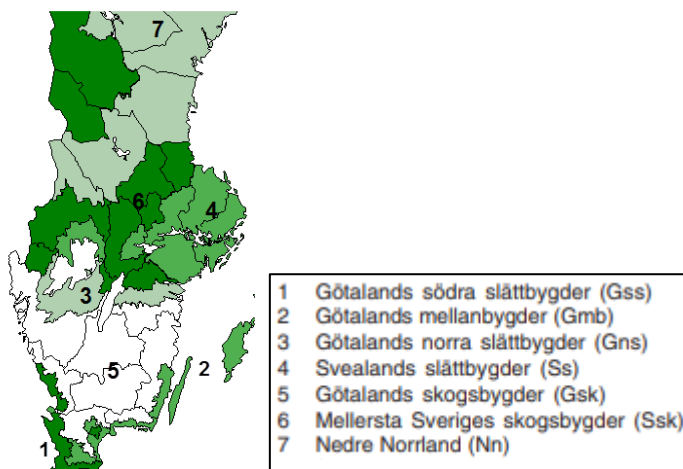 7
6
4
3
5
2
1
1 Götalands södra slättbygder (Gss)
2 Götalands mellanbygder (Gmb)
3 Götalands norra slättbygder (Gns)
4 Svealands slättbygder (Ss)
5 Götalands skogsbygder (Gsk)
6 Mellersta Sveriges skogsbygder (Ssk)
7 Nedre Norrland (Nn)